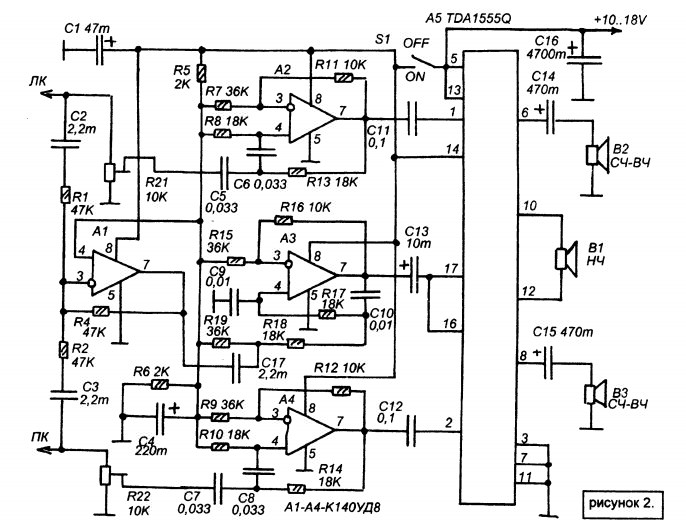 C1 47m
A5 TDA1555Q
+10..18V
S1
OFF
ON
C16
4700m
R5
2K
A2
R11 10K
R7 36K
R8 18K
3
8
7
4
5
5
13
1
14
ЛК
C2
2,2m
C14
470m
6
B2
СЧ-ВЧ
C11
0,1
R21
10K
C5
0,033
C6 0,033
R13 18K
R1
47K
R16 10K
10
R15
36K
A3
C13
10m
B1
НЧ
A1
4
8
7
3
5
C9
0,01
3
8
7
4
5
17
12
R17
18K
C10
0,01
R4
47K
R19
36K
R18
18K
16
R2
47K
C17
2,2m
R12 10K
8
C15 470m
C3
2,2m
R6 2K
R9 36K
A4
C12
0,1
B3
СЧ-ВЧ
C4
220m
R10 18K
3
8
7
4
5
2
ПК
3
7
11
R14
18K
R22
10K
C7
0,033
C8
0,033
A1-A4-К140УД8
рисунок 2.